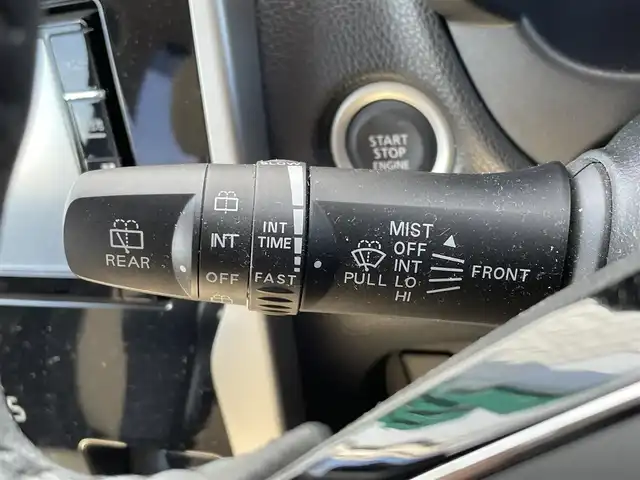 START
STOP
ENGINE
REAR
INT
OFF
INT
TIME
FAST
MIST
OFF
INT
LO
HI
PULL
FRONT